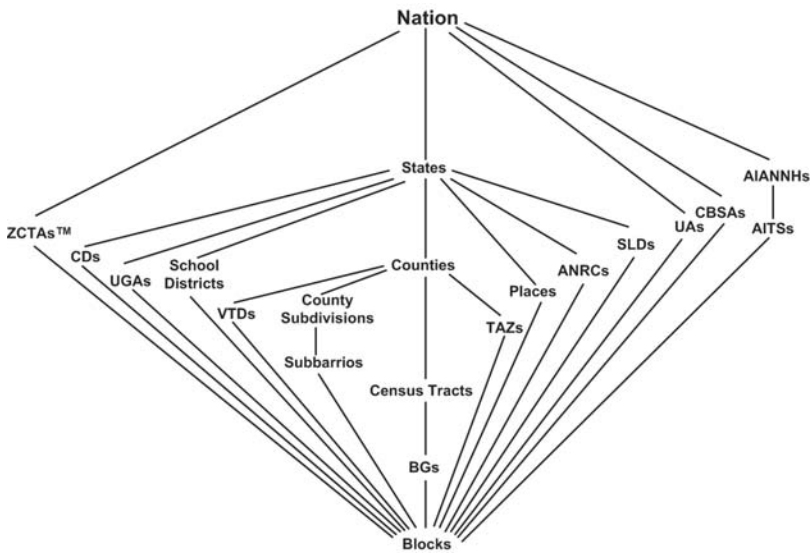 Nation
States
AIANNHs
ZCTAs™
CDs
UGAs
School
Districts
Counties
SLDs
UAs
CBSAs
AITSs
VTDs
County
Subdivisions
TAZs
Places
ANRCs
Subbarrios
Census Tracts
BGs
Blocks